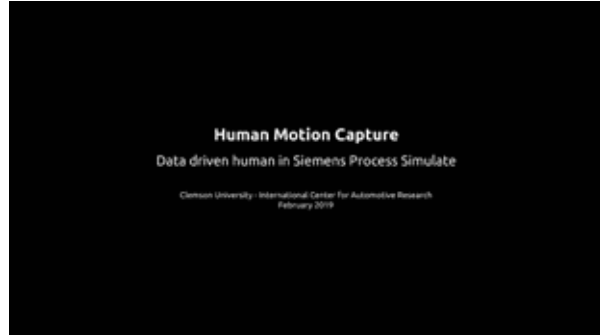 Human Motion Capture
Data driven human in Siemens Process Simulate
Clemson University - International Center for Automotive Research
February 2019